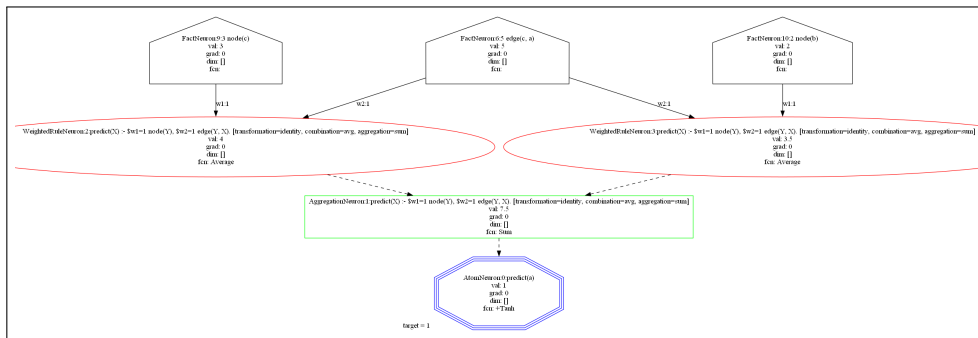 FactNeuron:9:3 node(c)
val: 3
grad: 0
dim: []
fcn:
FactNeuron:6:5 edge(c, a)
val: 5
grad: 0
dim: []
fcn:
FactNeuron:10:2 node(b)
val: 2
grad: 0
dim: []
fcn:
w1:1
w2:1
w2:1
w1:1
WeightedRuleNeuron:2:predict(X) :- $w1=1 node(Y), $w2=1 edge(Y, X). [transformation=identity, combination=avg, aggregation=sum]
val: 4
grad: 0
dim: []
fcn: Average
WeightedRuleNeuron:3:predict(X) :- $w1=1 node(Y), $w2=1 edge(Y, X). [transformation=identity, combination=avg, aggregation=sum]
val: 3.5
grad: 0
dim: []
fcn: Average
AggregationNeuron:1:predict(X) :- $w1=1 node(Y), $w2=1 edge(Y, X). [transformation=identity, combination=avg, aggregation=sum]
val: 7.5
grad: 0
dim: []
fcn: Sum
AtomNeuron:0:predict(a)
val: 1
grad: 0
dim: []
fcn: +Tanh
target = 1